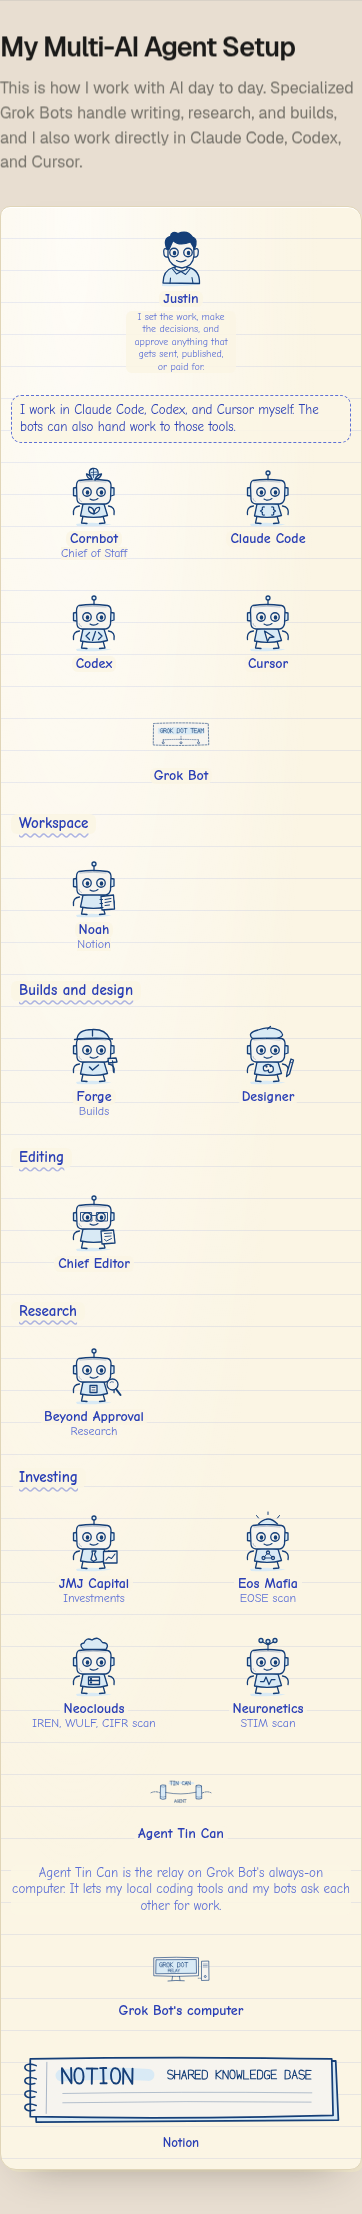 My Multi-AI Agent Setup
This is how I work with AI day to day. Specialized
Grok Bots handle writing, research, and builds,
and I also work directly in Claude Code, Codex,
and Cursor.
Justin
I set the work, make
the decisions, and
approve anything that
gets sent, published,
or paid for.
I work in Claude Code, Codex, and Cursor myself. The
bots can also hand work to those tools.
Cornbot
Chief of Staff
Claude Code
Codex
Cursor
GROK DOT TEAM
Grok Bot
Workspace
Noah
Notion
Builds and design
Forge
Builds
Designer
Editing
Chief Editor
Research
Beyond Approval
Research
Investing
JMJ Capital
Investments
Eos Mafia
EOSE scan
Neoclouds
IREN, WULF, CIFR scan
Neuronetics
STIM scan
TIN CAN
AGENT
Agent Tin Can
Agent Tin Can is the relay on Grok Bot's always-on
computer. It lets my local coding tools and my bots ask each
other for work.
GROK DOT
RELAY
Grok Bot's computer
NOTION SHARED KNOWLEDGE BASE
Notion